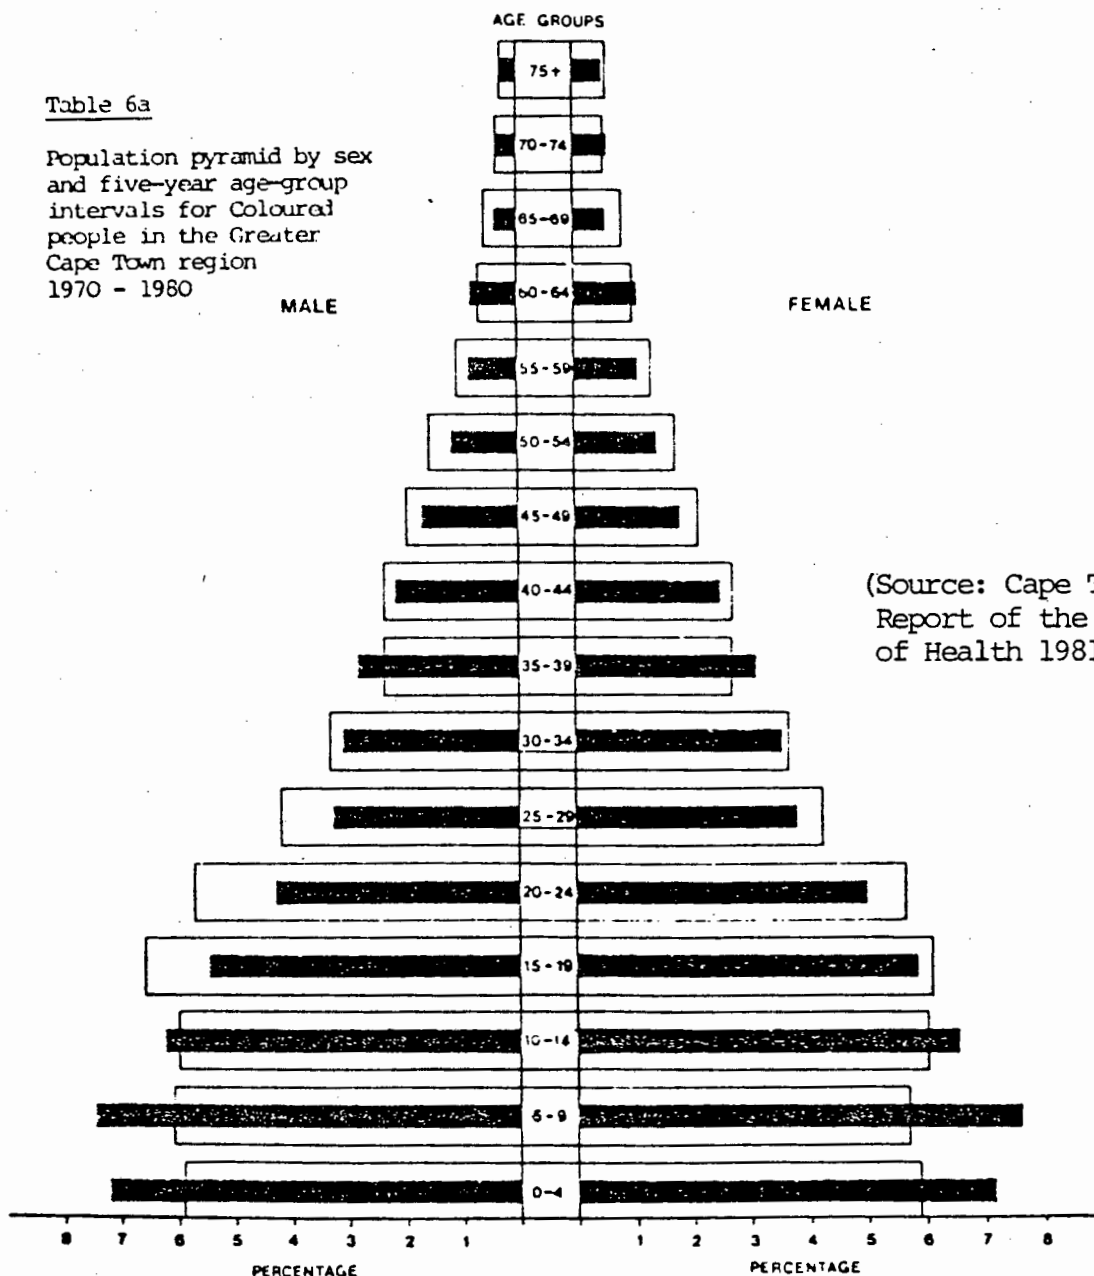 AGE GROUPS
75+
Table 6a
70-74
Population pyramid by sex
and five-year age-group
intervals for Coloured
people in the Greater
Cape Town region
1970 - 1980
65-69
60-64
MALE
FEMALE
55-59
50-54
45-49
40-44
(Source: Cape T
Report of the
of Health 1981
35-39
30-34
25-29
20-24
15-19
10-14
5-9
0-4
8 7 6 5 4 3 2 1 1 2 3 4 5 6 7 8
PERCENTAGE PERCENTAGE